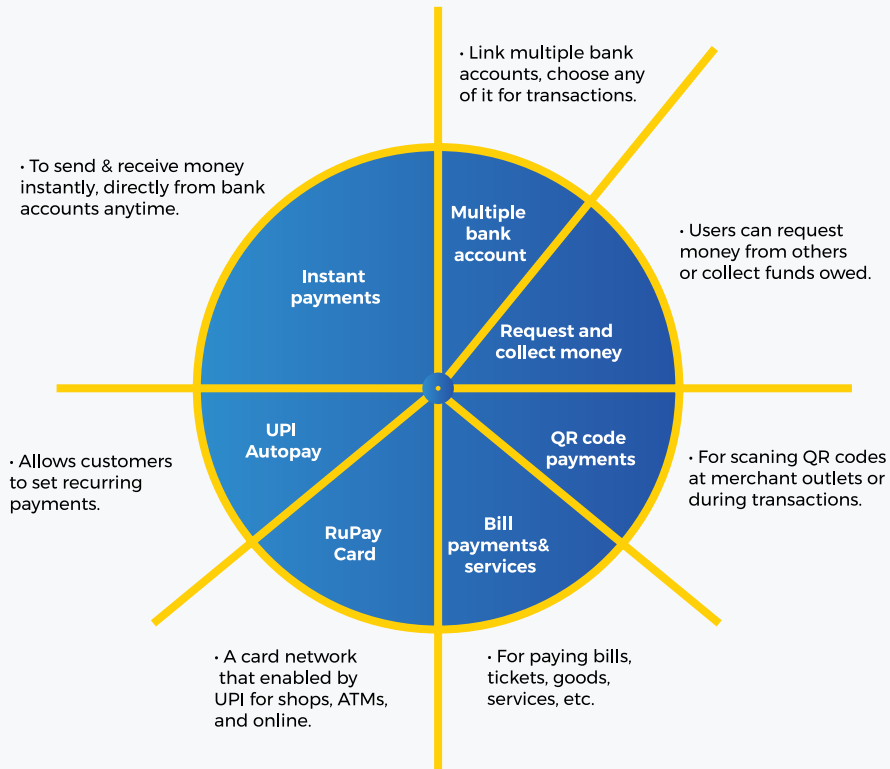 • Link multiple bank
accounts, choose any
of it for transactions.
• To send & receive money
instantly, directly from bank
accounts anytime.
Multiple
bank
account
• Users can request
money from others
or collect funds owed.
Instant
payments
Request and
collect money
UPI
Autopay
QR code
payments
• Allows customers
to set recurring
payments.
• For scaning QR codes
at merchant outlets or
during transactions.
RuPay
Card
Bill
payments&
services
• A card network
that enabled by
UPI for shops, ATMs,
and online.
• For paying bills,
tickets, goods,
services, etc.